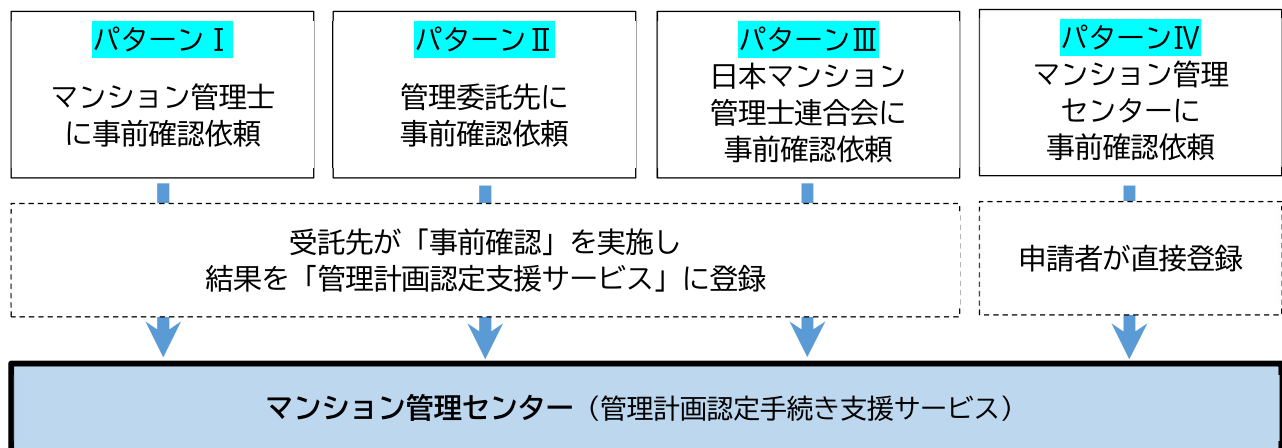 パターンⅠ
マンション管理士
に事前確認依頼
パターンⅡ
管理委託先に
事前確認依頼
パターンⅢ
日本マンション
管理士連合会に
事前確認依頼
パターンⅣ
マンション管理
センターに
事前確認依頼
受託先が「事前確認」を実施し
結果を「管理計画認定支援サービス」に登録
申請者が直接登録
マンション管理センター（管理計画認定手続き支援サービス）